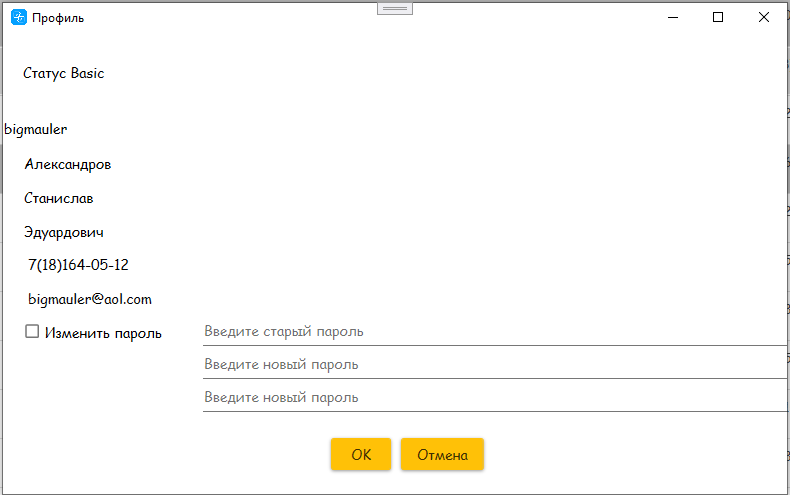 Профиль
Статус Basic
bigmauler
Александров
Станислав
Эдуардович
7(18)164-05-12
bigmauler@aol.com
Изменить пароль
Введите старый пароль
Введите новый пароль
Введите новый пароль
OK
Отмена